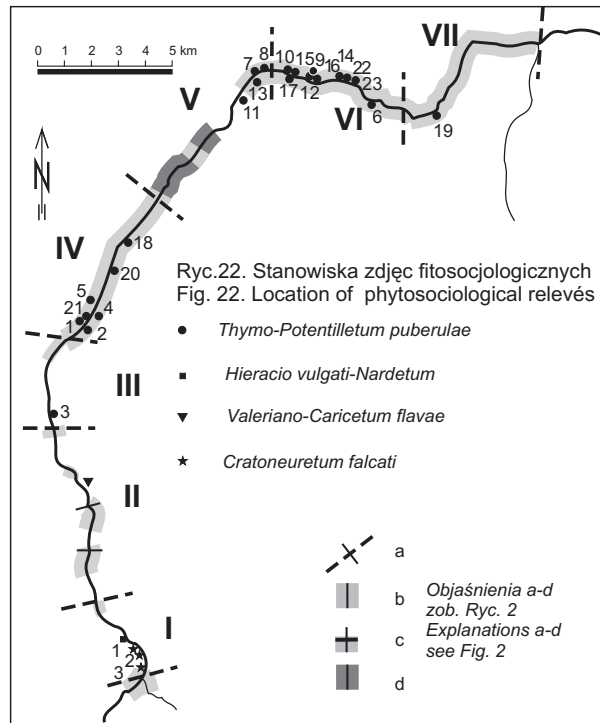 0 1 2 3 4 5 km
VII
7 8 10 15 9 16 14 22
V
13 17 12 23
11
VI 6
19
N
18
IV
20
Ryc.22. Stanowiska zdjęc fitosocjologicznych
Fig. 22. Location of phytosociological relevés
5
21 4
1 2
Thymo-Potentilletum puberulae
III
Hieracio vulgati-Nardetum
3
Valeriano-Caricetum flavae
Cratoneuretum falcati
II
a
b Objaśnienia a-d
zob. Ryc. 2
c Explanations a-d
see Fig. 2
d
I
1
2
3